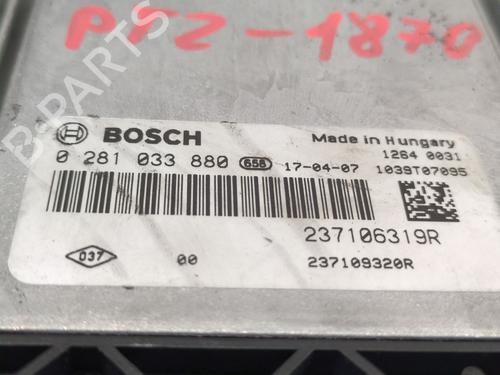 PFZ-1870
B-PARTS
BOSCH
Made in Hungary
0 281 033 880 656 17-04-07
1264 0031
1039T07095
237106319R
037 00 237109320R